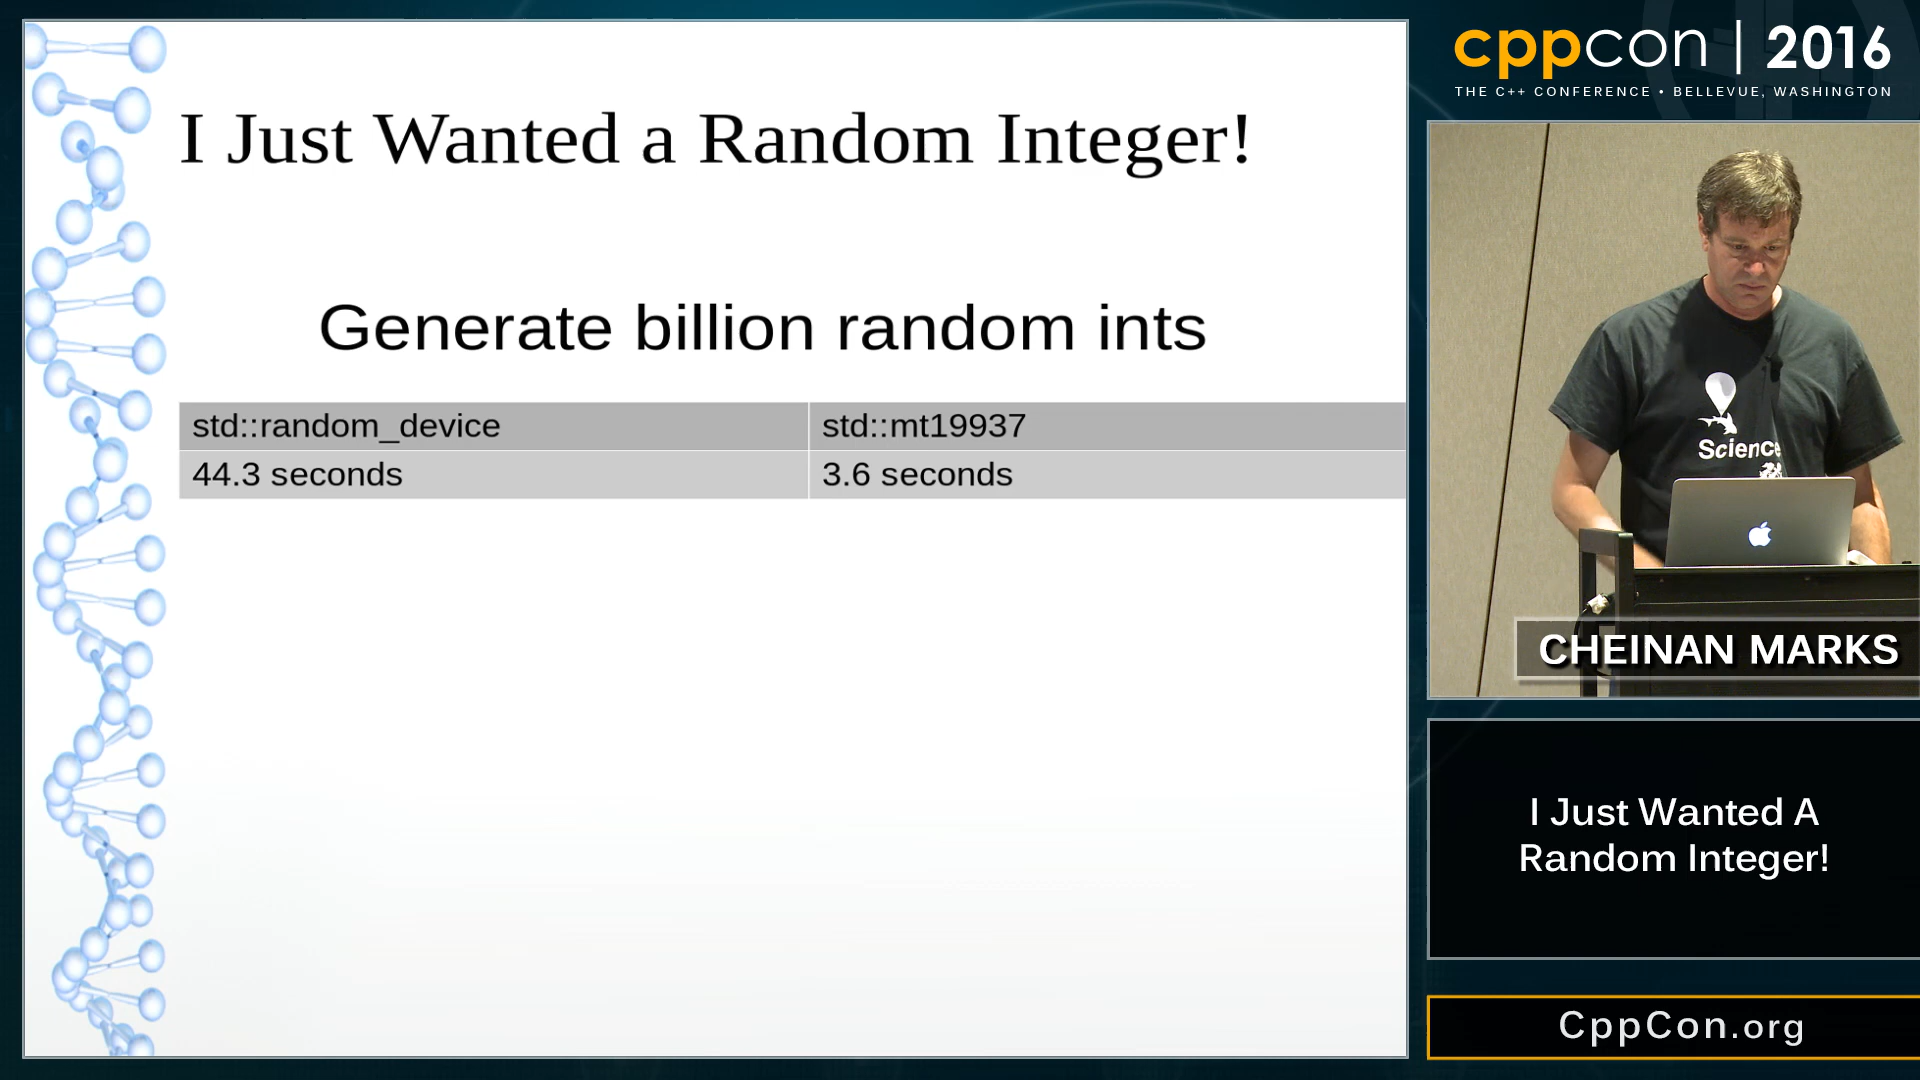 I Just Wanted a Random Integer!
Generate billion random ints
std::random_device std::mt19937
44.3 seconds 3.6 seconds
cppcon | 2016
THE C++ CONFERENCE • BELLEVUE, WASHINGTON
Science
CHEINAN MARKS
I Just Wanted A
Random Integer!
CppCon.org